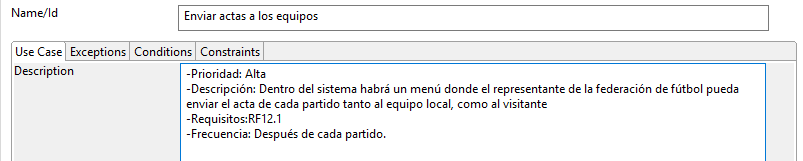 Name/Id
Enviar actas a los equipos
Use Case Exceptions Conditions Constraints
Description
-Prioridad: Alta
-Descripción: Dentro del sistema habrá un menú donde el representante de la federación de fútbol pueda
enviar el acta de cada partido tanto al equipo local, como al visitante
-Requisitos:RF12.1
-Frecuencia: Después de cada partido.